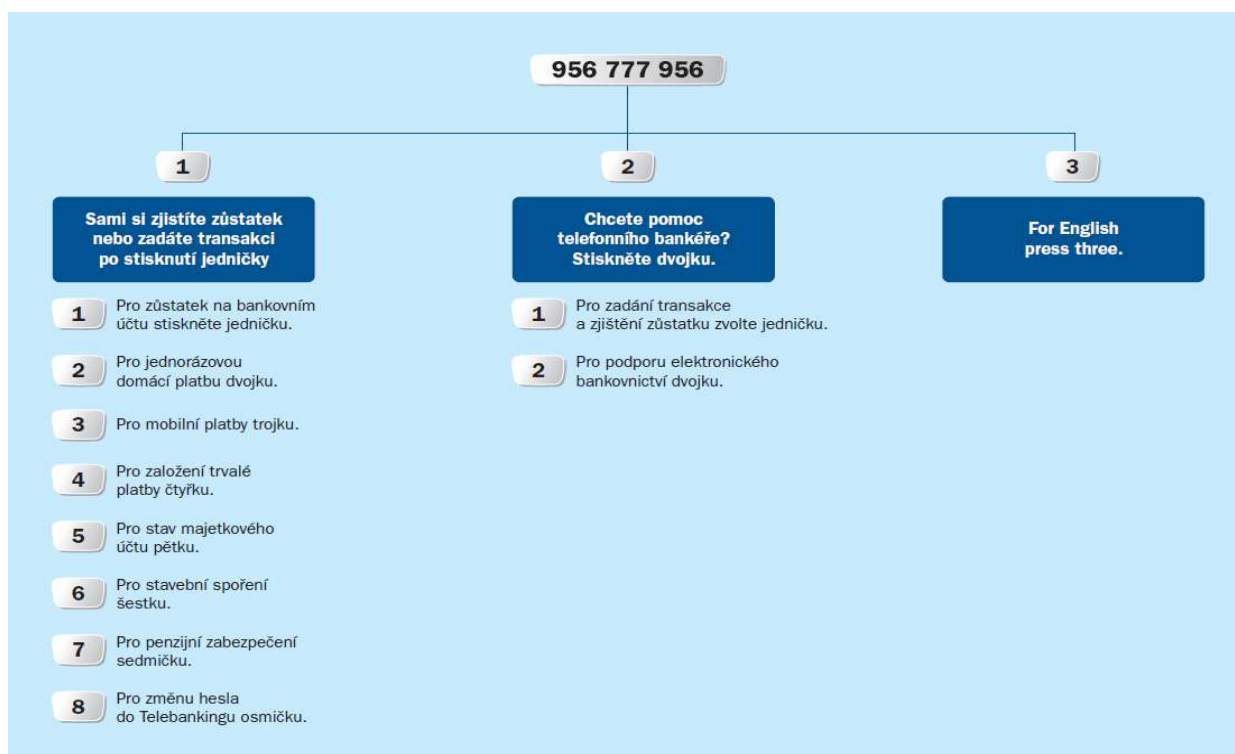 956 777 956
1
Sami si zjistíte zůstatek
nebo zadáte transakci
po stisknutí jedničky
1
Pro zůstatek na bankovním
účtu stiskněte jedničku.
2
Pro jednorázovou
domácí platbu dvojku.
3
Pro mobilní platby trojku.
4
Pro založení trvalé
platby čtyřku.
5
Pro stav majetkového
účtu pětku.
6
Pro stavební spoření
šestku.
7
Pro penzijní zabezpečení
sedmičku.
8
Pro změnu hesla
do Telebankingu osmičku.
2
Chcete pomoc
telefonního bankéře?
Stiskněte dvojku.
1
Pro zadání transakce
a zjištění zůstatku zvolte jedničku.
2
Pro podporu elektronického
bankovnictví dvojku.
3
For English
press three.